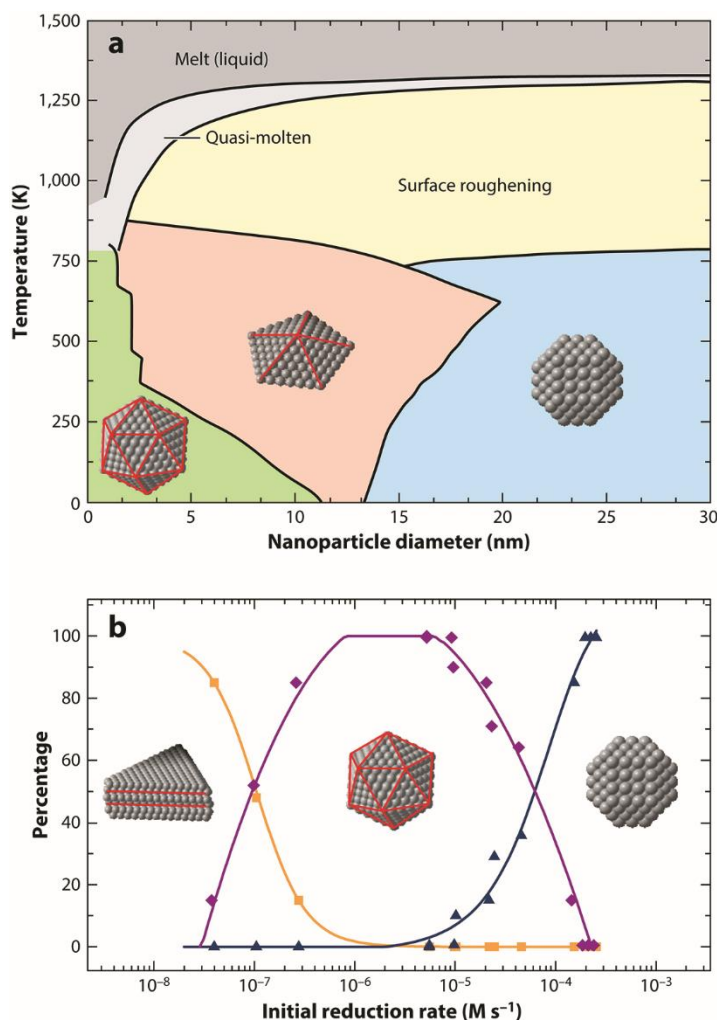 1,500
a
Melt (liquid)
1,250
Quasi-molten
1,000
Surface roughening
Temperature (K)
750
500
250
0
0 5 10 15 20 25 30
Nanoparticle diameter (nm)
b
100
80
60
Percentage
40
20
0
10⁻⁸ 10⁻⁷ 10⁻⁶ 10⁻⁵ 10⁻⁴ 10⁻³
Initial reduction rate (M s⁻¹)